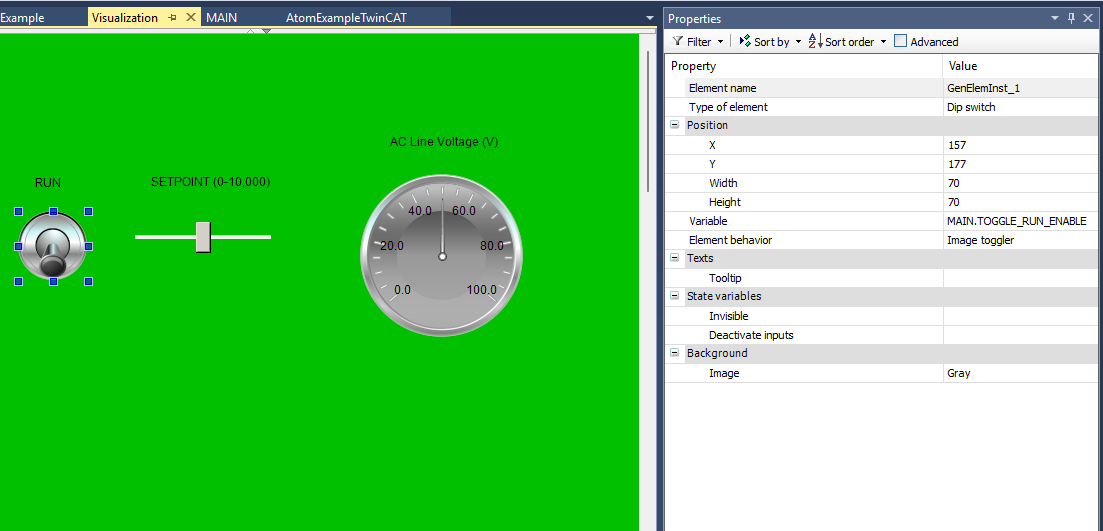 Example
Visualization
MAIN
AtomExampleTwinCAT
AC Line Voltage (V)
RUN
SETPOINT (0-10,000)
40.0
60.0
20.0
80.0
0.0
100.0
Properties
Filter
Sort by
Sort order
Advanced
Property Value
Element name GenElemInst_1
Type of element Dip switch
Position
X 157
Y 177
Width 70
Height 70
Variable MAIN.TOGGLE_RUN_ENABLE
Element behavior Image toggler
Texts
Tooltip
State variables
Invisible
Deactivate inputs
Background
Image Gray